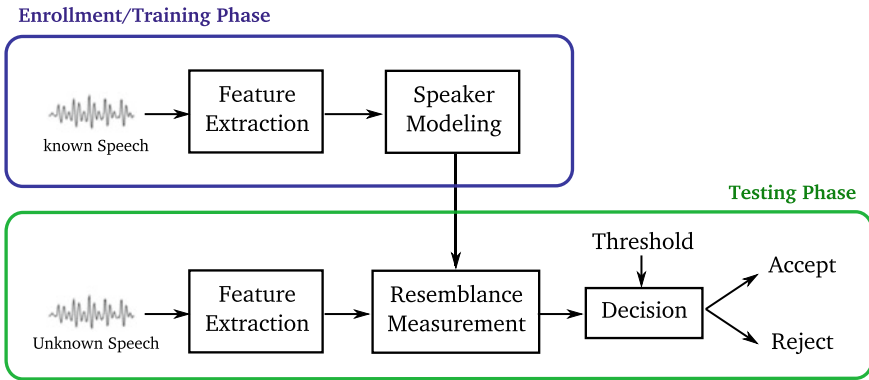 Enrollment/Training Phase
Feature
Extraction
Speaker
Modeling
known Speech
Testing Phase
Threshold
Accept
Feature
Extraction
Resemblance
Measurement
Decision
Unknown Speech
Reject